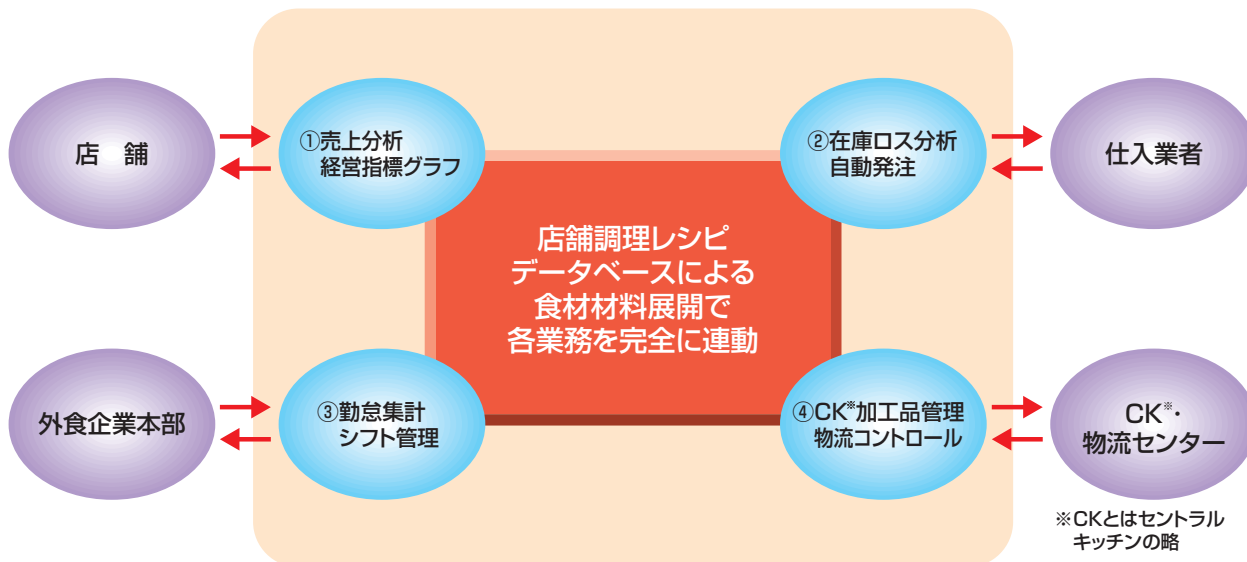 店　舗
①売上分析
経営指標グラフ
②在庫ロス分析
自動発注
仕入業者
店舗調理レシピ
データベースによる
食材材料展開で
各業務を完全に連動
外食企業本部
③勤怠集計
シフト管理
④CK※加工品管理
物流コントロール
CK※・
物流センター
※CKとはセントラル
キッチンの略